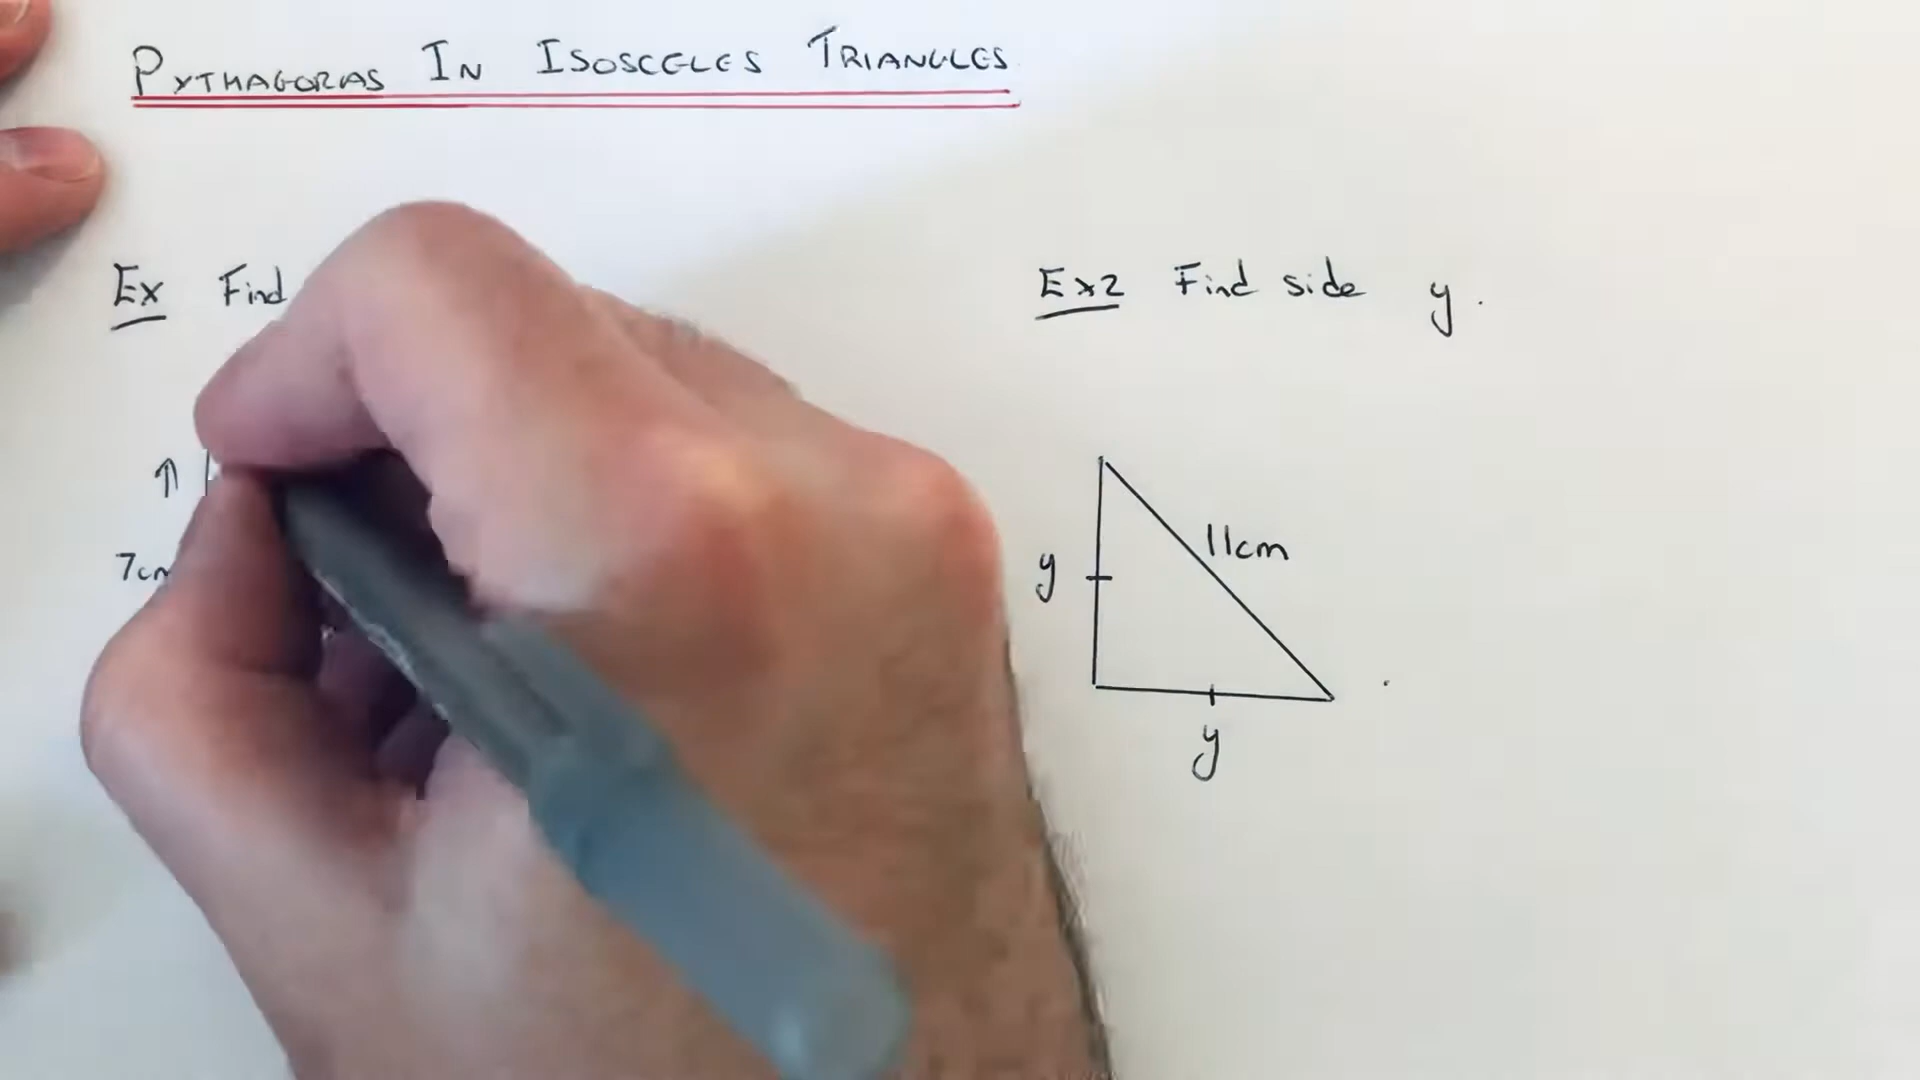 PYTHAGORAS IN ISOSCELES TRIANGLES
Ex Find
7cm
Ex2 Find side y.
11cm
y
y